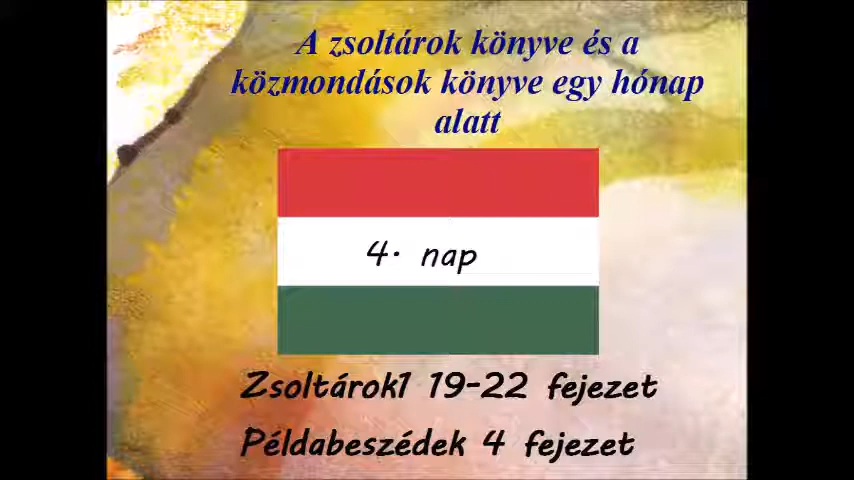 A zsoltárok könyve és a
közmondások könyve egy hónap
alatt
4. nap
Zsoltárok1 19-22 fejezet
Példabeszédek 4 fejezet